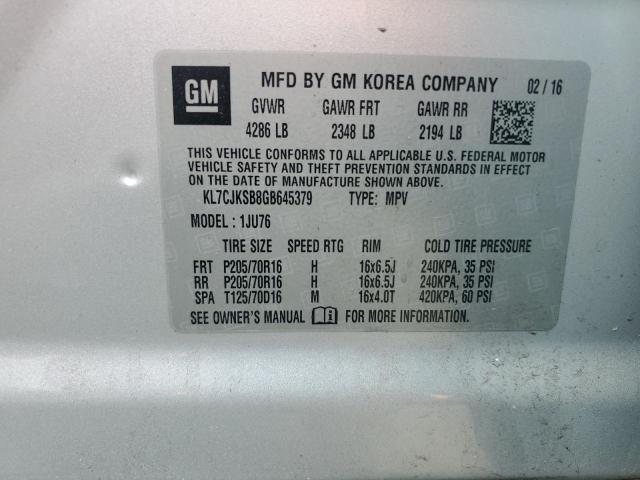 GM MFD BY GM KOREA COMPANY 02 / 16
GVWR GAWR FRT GAWR RR
4286 LB 2348 LB 2194 LB
THIS VEHICLE CONFORMS TO ALL APPLICABLE U.S. FEDERAL MOTOR
VEHICLE SAFETY AND THEFT PREVENTION STANDARDS IN EFFECT
ON THE DATE OF MANUFACTURE SHOWN ABOVE.
KL7CJKSB8GB645379 TYPE: MPV
MODEL : 1JU76
TIRE SIZE SPEED RTG RIM COLD TIRE PRESSURE
FRT P205/70R16 H 16x6.5J 240KPA, 35 PSI
RR P205/70R16 H 16x6.5J 240KPA, 35 PSI
SPA T125/70D16 M 16x4.0T 420KPA, 60 PSI
SEE OWNER'S MANUAL FOR MORE INFORMATION.